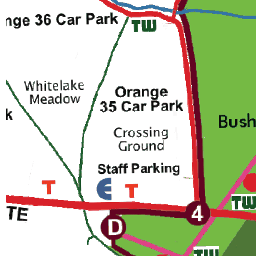 nge 36 Car Park
TW
Whitelake
Meadow
Orange
35 Car Park
k
Crossing
Ground
Bush
Staff Parking
T
€
T
TW
TE
4
D
TW